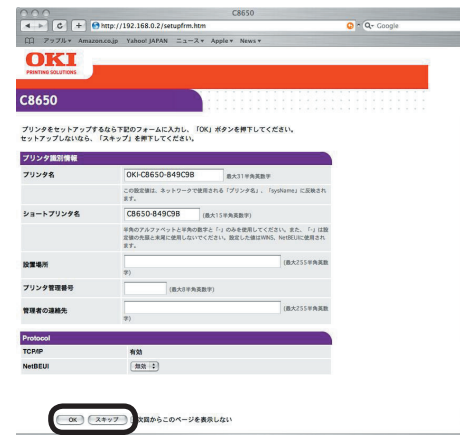 C8650
http://192.168.0.2/setupfrm.htm
Q- Google
アップル▼ Amazon.co.jp Yahoo! JAPAN ニュース▼ Apple▼ News▼
OKI
PRINTING SOLUTIONS
C8650
プリンタをセットアップするなら下記のフォームに入力し、「OK」ボタンを押下してください。
セットアップしないなら、「スキップ」を押下してください。
プリンタ識別情報
プリンタ名 OKI-C8650-849C9B 最大31半角英数字
この設定値は、ネットワークで使用される「プリンタ名」、「sysName」に反映され
ます。
ショートプリンタ名 C8650-849C9B (最大15半角英数字)
半角のアルファベットと半角の数字と「-」のみを使用してください。また、「-」は設
定値の先頭と末尾に使用しないでください。設定した値はWINS、NetBEUIに使用され
ます。
設置場所 (最大255半角英数
字)
プリンタ管理番号 (最大8半角英数字)
管理者の連絡先 (最大255半角英数
字)
Protocol
TCP/IP 有効
NetBEUI 無効
OK スキップ 次回からこのページを表示しない